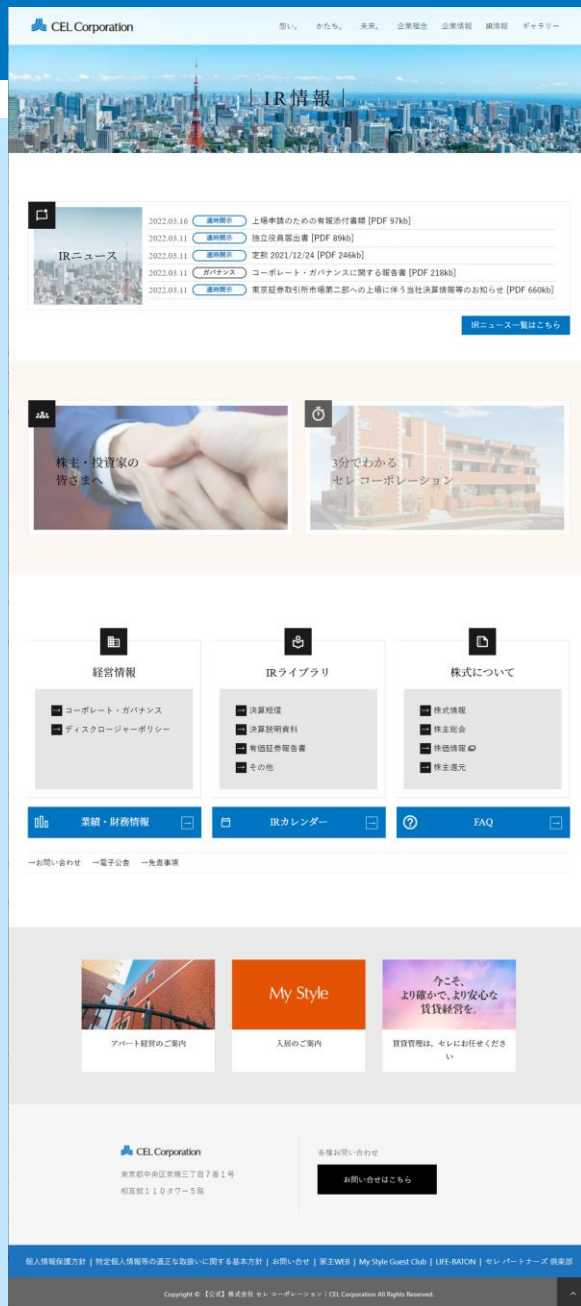 CEL Corporation
想い。 かたち。 未来。 企業理念 企業情報 IR情報 ギャラリー
IR情報
IRニュース
2022.03.16 適時開示 上場申請のための有報添付書類 [PDF 97kb]
2022.03.11 適時開示 独立役員届出書 [PDF 89kb]
2022.03.11 適時開示 定款 2021/12/24 [PDF 246kb]
2022.03.11 ガバナンス コーポレート・ガバナンスに関する報告書 [PDF 218kb]
2022.03.11 適時開示 東京証券取引所市場第二部への上場に伴う当社決算情報等のお知らせ [PDF 660kb]
IRニュース一覧はこちら
株主・投資家の
皆さまへ
3分でわかる
セレ コーポレーション
経営情報
コーポレート・ガバナンス
ディスクロージャーポリシー
IRライブラリ
決算短信
決算説明資料
有価証券報告書
その他
株式について
株式情報
株主総会
株価情報
株主還元
業績・財務情報
IRカレンダー
FAQ
→お問い合わせ →電子公告 →免責事項
アパート経営のご案内
My Style
入居のご案内
今こそ、
より確かで、より安心な
賃貸経営を。
賃貸管理は、セレにお任せくださ
い
CEL Corporation
東京都中央区京橋三丁目7番1号
相互館110タワー5階
各種お問い合わせ
お問い合せはこちら
個人情報保護方針 | 特定個人情報等の適正な取扱いに関する基本方針 | お問い合せ | 家主WEB | My Style Guest Club | LIFE-BATON | セレ パートナーズ 倶楽部
Copyright © 【公式】株式会社 セレ コーポレーション | CEL Corporation All Rights Reserved.